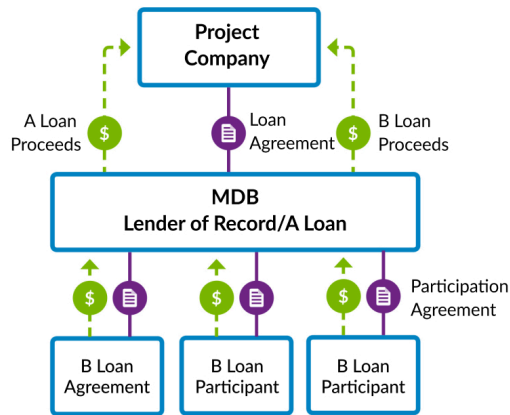 Project
Company
A Loan
Proceeds
$
Loan
Agreement
$
B Loan
Proceeds
MDB
Lender of Record/A Loan
$
$
$
Participation
Agreement
B Loan
Agreement
B Loan
Participant
B Loan
Participant